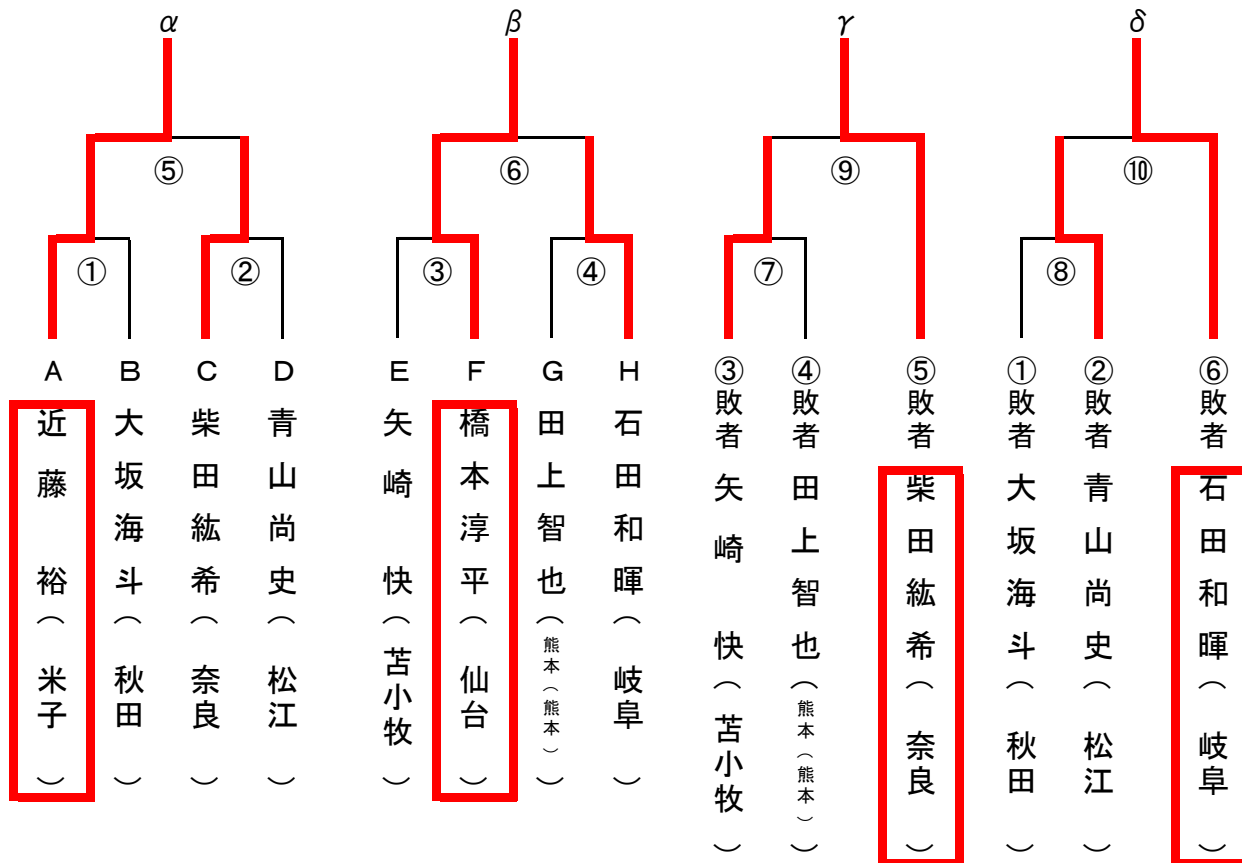 α
β
γ
δ
⑤
⑥
⑨
⑩
①
②
③
④
⑦
⑧
A
近藤 裕(米子)
B
大坂海斗(秋田)
C
柴田紘希(奈良)
D
青山尚史(松江)
E
矢崎 快(苫小牧)
F
橋本淳平(仙台)
G
田上智也(熊本(熊本))
H
石田和暉(岐阜)
③敗者
矢崎 快(苫小牧)
④敗者
田上智也(熊本(熊本))
⑤敗者
柴田紘希(奈良)
①敗者
大坂海斗(秋田)
②敗者
青山尚史(松江)
⑥敗者
石田和暉(岐阜)